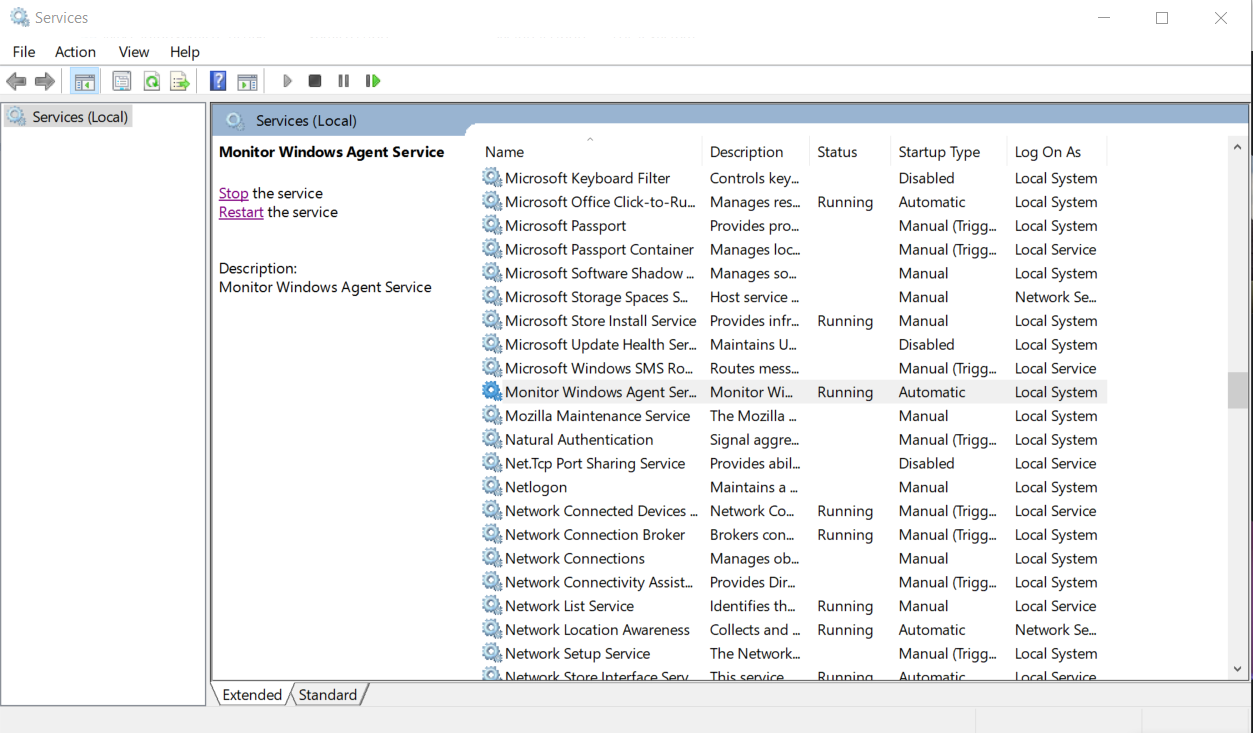 Services
File Action View Help
Services (Local)
Services (Local)
Monitor Windows Agent Service
Stop the service
Restart the service
Description:
Monitor Windows Agent Service
Name Description Status Startup Type Log On As
Microsoft Keyboard Filter Controls key... Disabled Local System
Microsoft Office Click-to-Ru... Manages res... Running Automatic Local System
Microsoft Passport Provides pro... Manual (Trigg... Local System
Microsoft Passport Container Manages loc... Manual (Trigg... Local Service
Microsoft Software Shadow ... Manages so... Manual Local System
Microsoft Storage Spaces S... Host service ... Manual Network Se...
Microsoft Store Install Service Provides infr... Running Manual Local System
Microsoft Update Health Ser... Maintains U... Disabled Local System
Microsoft Windows SMS Ro... Routes mess... Manual (Trigg... Local Service
Monitor Windows Agent Ser... Monitor Wi... Running Automatic Local System
Mozilla Maintenance Service The Mozilla ... Manual Local System
Natural Authentication Signal aggre... Manual (Trigg... Local System
Net.Tcp Port Sharing Service Provides abil... Disabled Local Service
Netlogon Maintains a ... Manual Local System
Network Connected Devices ... Network Co... Running Manual (Trigg... Local Service
Network Connection Broker Brokers con... Running Manual (Trigg... Local System
Network Connections Manages ob... Manual Local System
Network Connectivity Assist... Provides Dir... Manual (Trigg... Local System
Network List Service Identifies th... Running Manual Local Service
Network Location Awareness Collects and ... Running Automatic Network Se...
Network Setup Service The Network... Manual (Trigg... Local System
Network Store Interface Serv... This service ... Running Automatic Local Service
Extended Standard